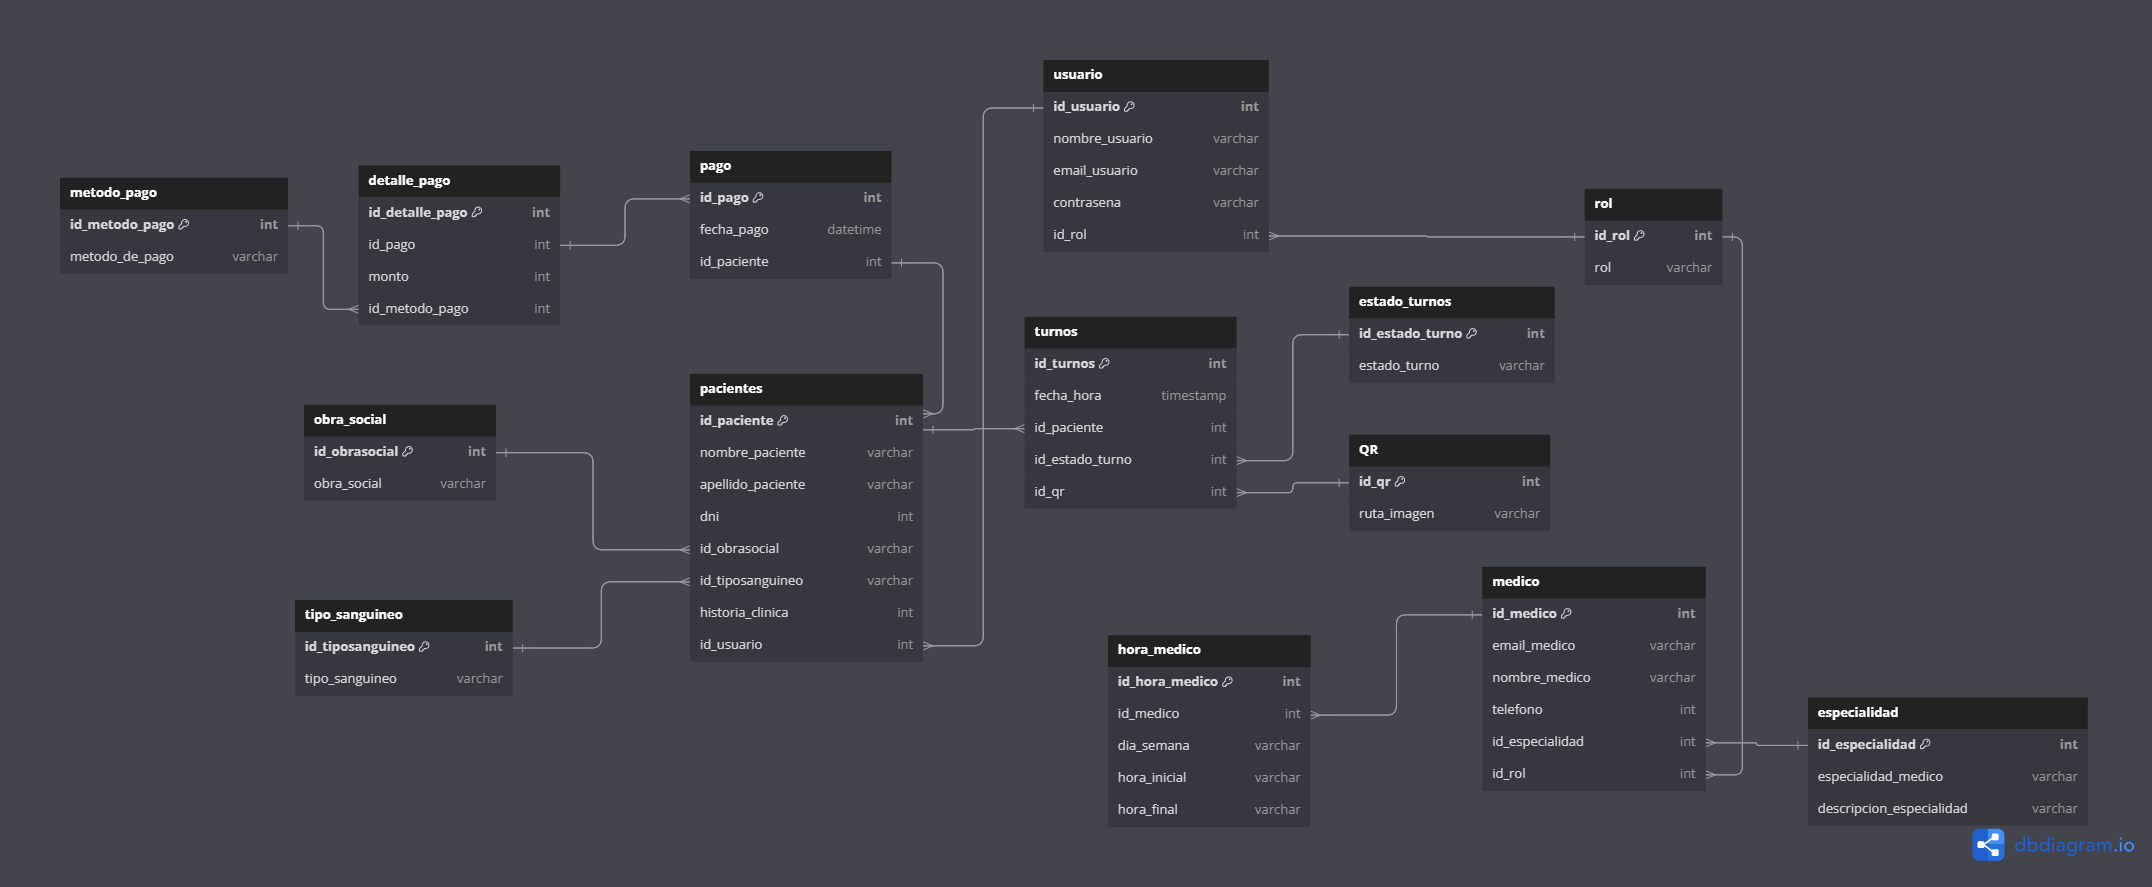 metodo_pago
id_metodo_pago int
metodo_de_pago varchar
detalle_pago
id_detalle_pago int
id_pago int
monto int
id_metodo_pago int
pago
id_pago int
fecha_pago datetime
id_paciente int
usuario
id_usuario int
nombre_usuario varchar
email_usuario varchar
contrasena varchar
id_rol int
rol
id_rol int
rol varchar
estado_turnos
id_estado_turno int
estado_turno varchar
turnos
id_turnos int
fecha_hora timestamp
id_paciente int
id_estado_turno int
id_qr int
QR
id_qr int
ruta_imagen varchar
pacientes
id_paciente int
nombre_paciente varchar
apellido_paciente varchar
dni int
id_obrasocial varchar
id_tiposanguineo varchar
historia_clinica int
id_usuario int
obra_social
id_obrasocial int
obra_social varchar
tipo_sanguineo
id_tiposanguineo int
tipo_sanguineo varchar
hora_medico
id_hora_medico int
id_medico int
dia_semana varchar
hora_inicial varchar
hora_final varchar
medico
id_medico int
email_medico varchar
nombre_medico varchar
telefono int
id_especialidad int
id_rol int
especialidad
id_especialidad int
especialidad_medico varchar
descripcion_especialidad varchar
dbdiagram.io